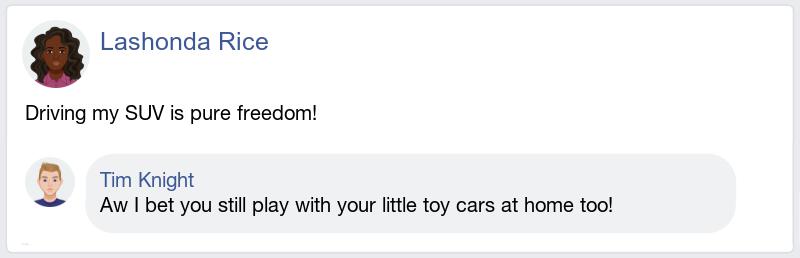 Lashonda Rice
Driving my SUV is pure freedom!
Tim Knight
Aw I bet you still play with your little toy cars at home too!